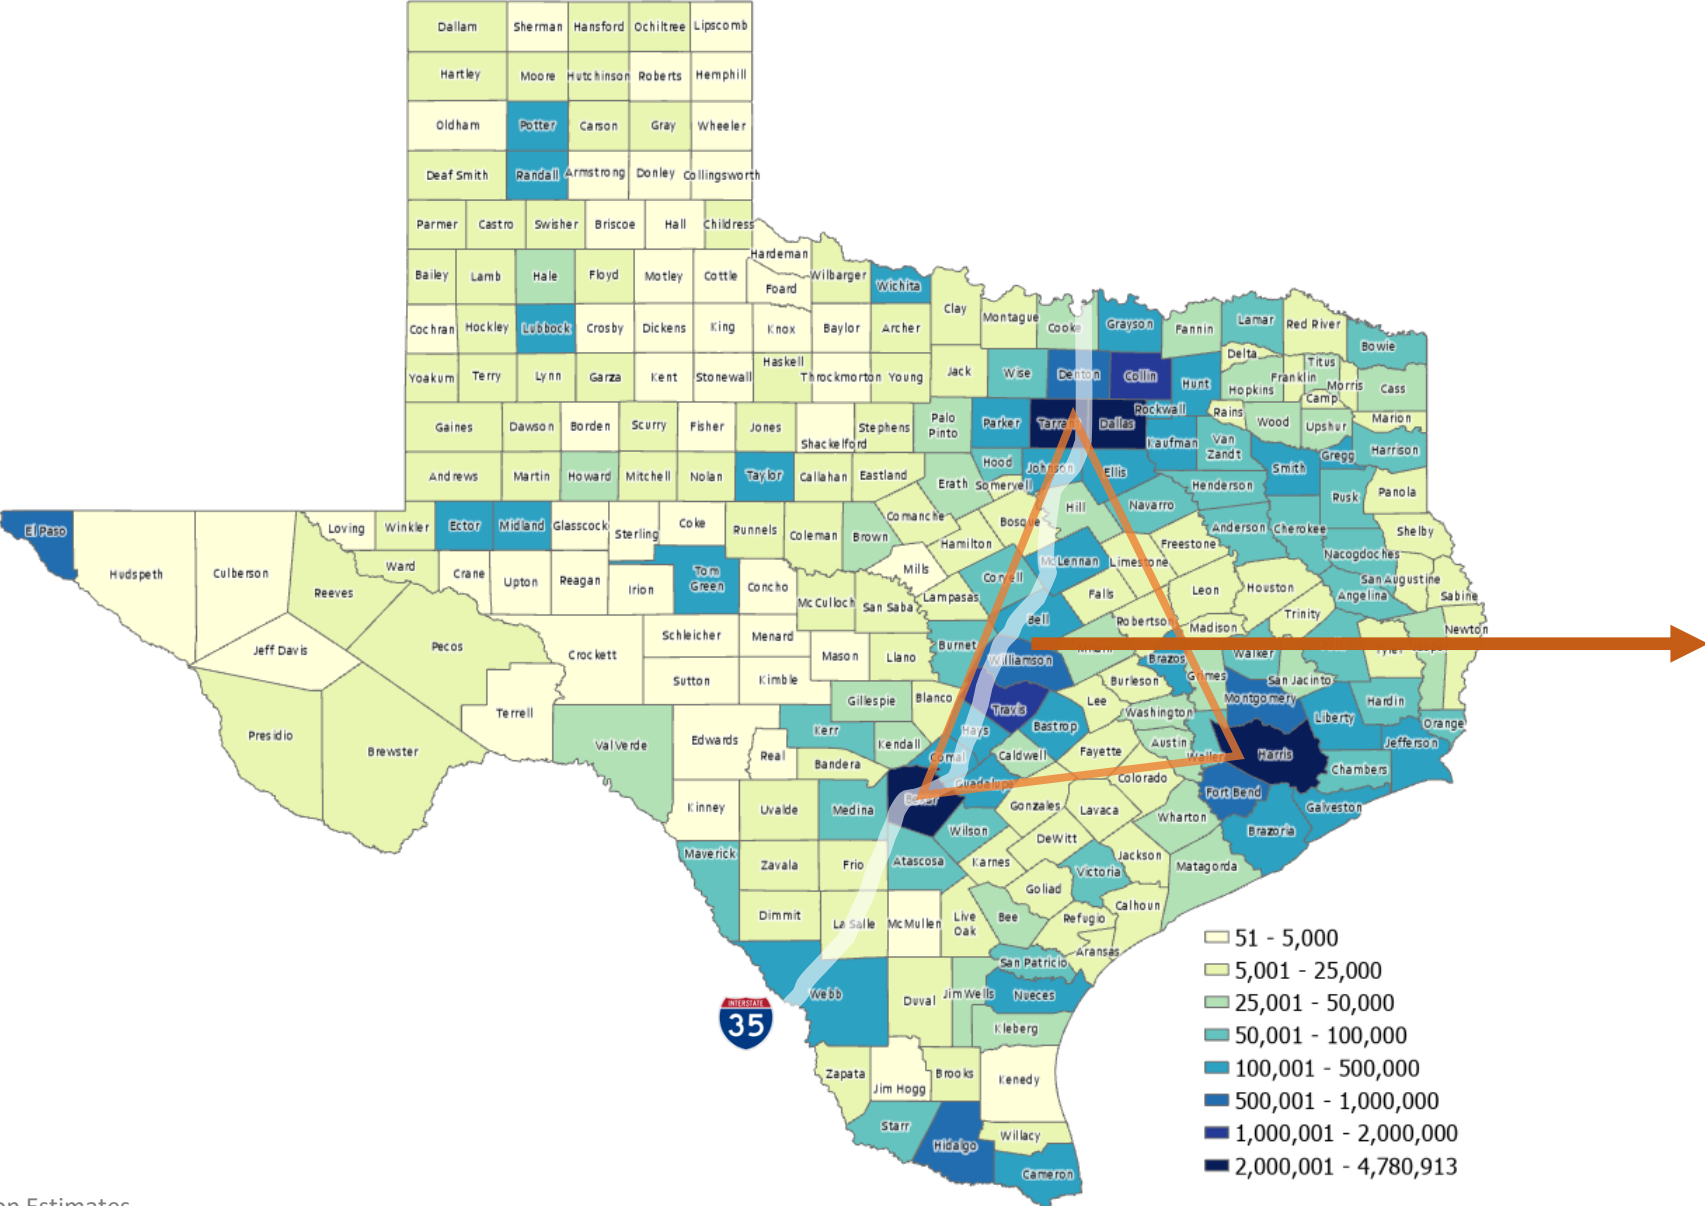 Dallam Sherman Hansford Ochiltree Lipscomb
Hartley Moore Hutchinson Roberts Hemphill
Oldham Potter Carson Gray Wheeler
Deaf Smith Randall Armstrong Donley Collingsworth
Parmer Castro Swisher Briscoe Hall Childress
Hardeman
Bailey Lamb Hale Floyd Motley Cottle Foard Wilbarger Wichita
Clay Montague Cooke Grayson Fannin Lamar Red River Bowie
Cochran Hockley Lubbock Crosby Dickens King Knox Baylor Archer
Delta Titus Franklin Morris Cass
Yoakum Terry Lynn Garza Kent Stonewall Haskell Throckmorton Young Jack Wise Denton Collin Hunt Hopkins Camp
Gaines Dawson Borden Scurry Fisher Jones Shackelford Stephens Palo Pinto Parker Tarrant Dallas Rockwall Kaufman Rains Van Zandt Wood Upshur Marion
Andrews Martin Howard Mitchell Nolan Taylor Callahan Eastland Erath Hood Somervell Johnson Ellis Henderson Smith Gregg Harrison
Navarro Rusk Panola
El Paso Hudspeth Culberson Loving Winkler Ector Midland Glasscock Sterling Coke Runnels Coleman Brown Comanche Bosque Hill
Hamilton Freestone Anderson Cherokee Shelby
Nacogdoches
Reeves Ward Crane Upton Reagan Irion Tom Green Concho McCulloch San Saba Mills Lampasas Coryell McLennan Limestone
Falls Leon Houston San Augustine Sabine
Angelina Trinity
Bell Robertson Madison Newton
Jeff Davis Pecos Crockett Schleicher Menard Mason Llano Burnet Williamson Brazos Walker Tyler
Grimes San Jacinto
Presidio Brewster Terrell Sutton Kimble Gillespie Blanco Travis Burleson Lee Washington Montgomery Liberty Hardin
Orange
Val Verde Edwards Real Kerr Kendall Bandera Hays Bastrop Caldwell Fayette Austin Waller Harris Jefferson
Comal Chambers
Kinney Uvalde Medina Bexar Guadalupe Gonzales Colorado Fort Bend Galveston
Lavaca Wharton Brazoria
Wilson DeWitt
Maverick Zavala Frio Atascosa Karnes Jackson Matagorda
Goliad Victoria
Dimmit La Salle McMullen Live Oak Bee Refugio Calhoun
Aransas
San Patricio
Webb Duval Jim Wells Nueces
Kleberg
Zapata Jim Hogg Brooks Kenedy
Starr Hidalgo Willacy
Cameron
INTERSTATE
35
51 - 5,000
5,001 - 25,000
25,001 - 50,000
50,001 - 100,000
100,001 - 500,000
500,001 - 1,000,000
1,000,001 - 2,000,000
2,000,001 - 4,780,913
Estimates